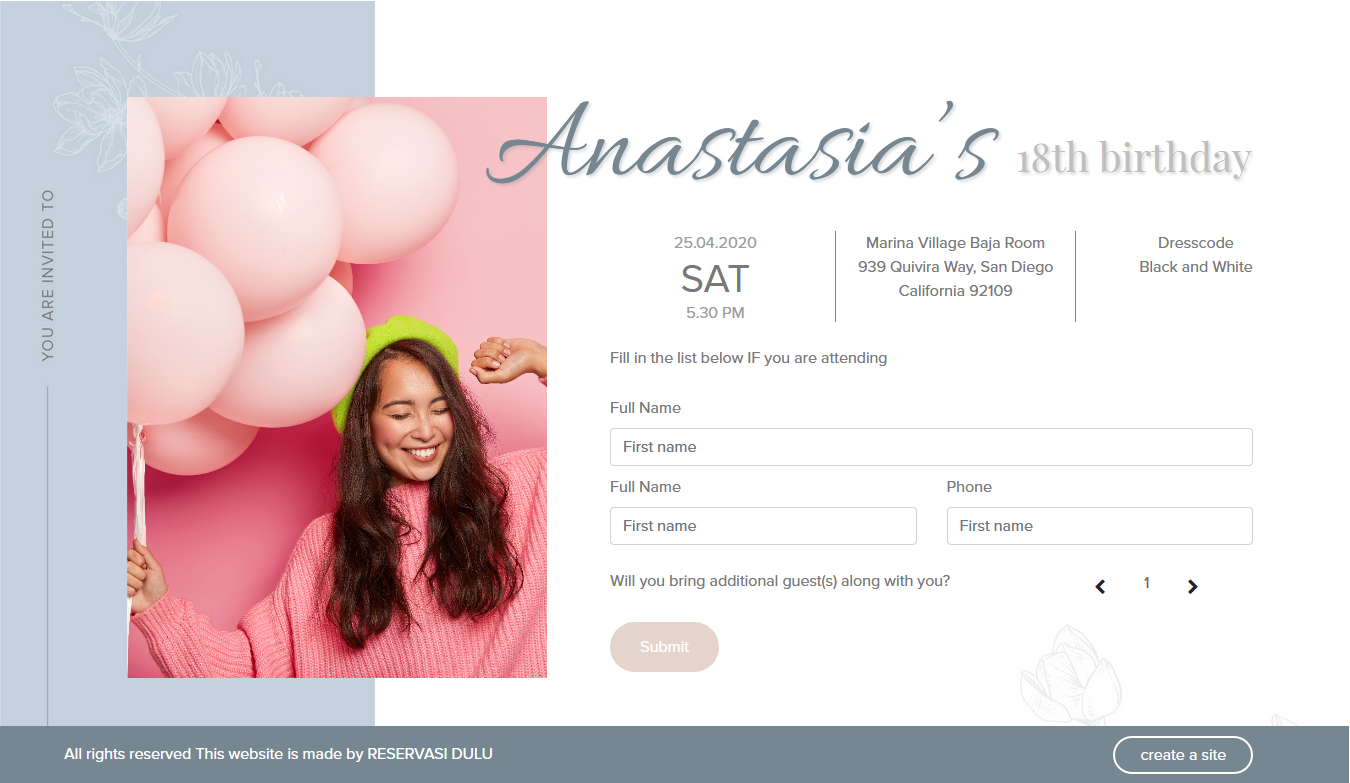 YOU ARE INVITED TO
Anastasia's 18th birthday
25.04.2020
SAT
5.30 PM
Marina Village Baja Room
939 Quivira Way, San Diego
California 92109
Dresscode
Black and White
Fill in the list below IF you are attending
Full Name
First name
Full Name
Phone
First name
First name
Will you bring additional guest(s) along with you?
1
Submit
All rights reserved This website is made by RESERVASI DULU
create a site